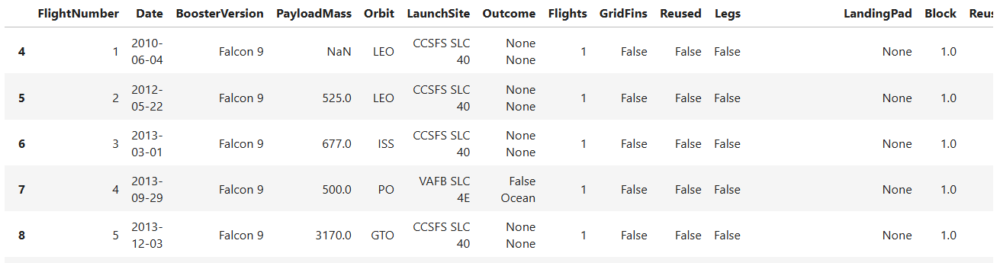 FlightNumber Date BoosterVersion PayloadMass Orbit LaunchSite Outcome Flights GridFins Reused Legs LandingPad Block Reus
4 1 2010-06-04 Falcon 9 NaN LEO CCSFS SLC 40 None None 1 False False False None 1.0
5 2 2012-05-22 Falcon 9 525.0 LEO CCSFS SLC 40 None None 1 False False False None 1.0
6 3 2013-03-01 Falcon 9 677.0 ISS CCSFS SLC 40 None None 1 False False False None 1.0
7 4 2013-09-29 Falcon 9 500.0 PO VAFB SLC 4E False Ocean 1 False False False None 1.0
8 5 2013-12-03 Falcon 9 3170.0 GTO CCSFS SLC 40 None None 1 False False False None 1.0